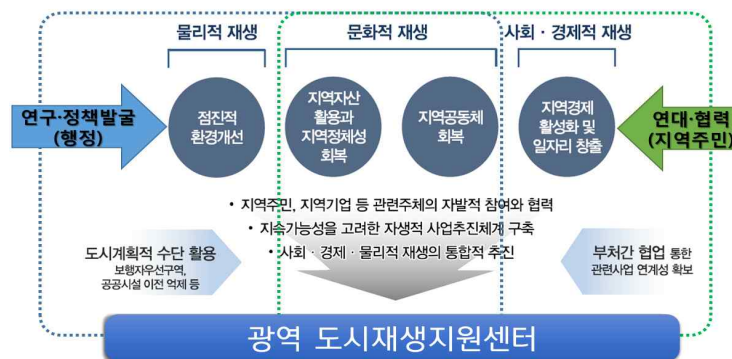 물리적 재생
문화적 재생
사회 · 경제적 재생
연구·정책발굴
(행정)
점진적
환경개선
지역자산
활용과
지역정체성
회복
지역공동체
회복
지역경제
활성화 및
일자리 창출
연대·협력
(지역주민)
• 지역주민, 지역기업 등 관련주체의 자발적 참여와 협력
• 지속가능성을 고려한 자생적 사업추진체계 구축
• 사회 · 경제 · 물리적 재생의 통합적 추진
도시계획적 수단 활용
보행자우선구역,
공공시설 이전 억제 등
부처간 협업 통한
관련사업 연계성 확보
광역 도시재생지원센터